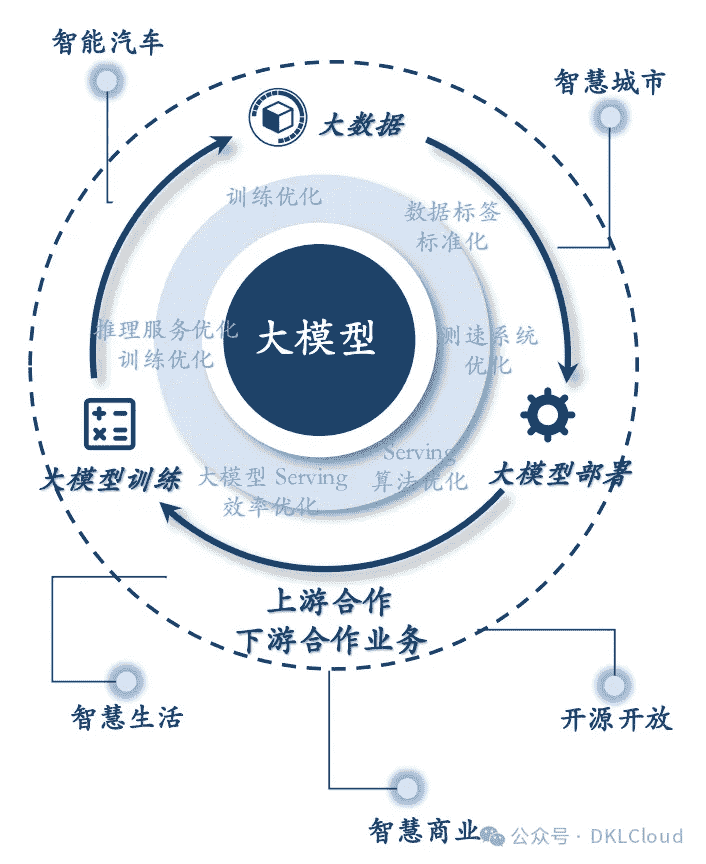 智能汽车
智慧城市
大数据
训练优化
数据标签
标准化
推理服务优化
训练优化
大模型
测速系统
优化
大模型训练
大模型 Serving
效率优化
Serving
算法优化
大模型部署
上游合作
下游合作业务
智慧生活
开源开放
智慧商业
公众号·DKLCloud